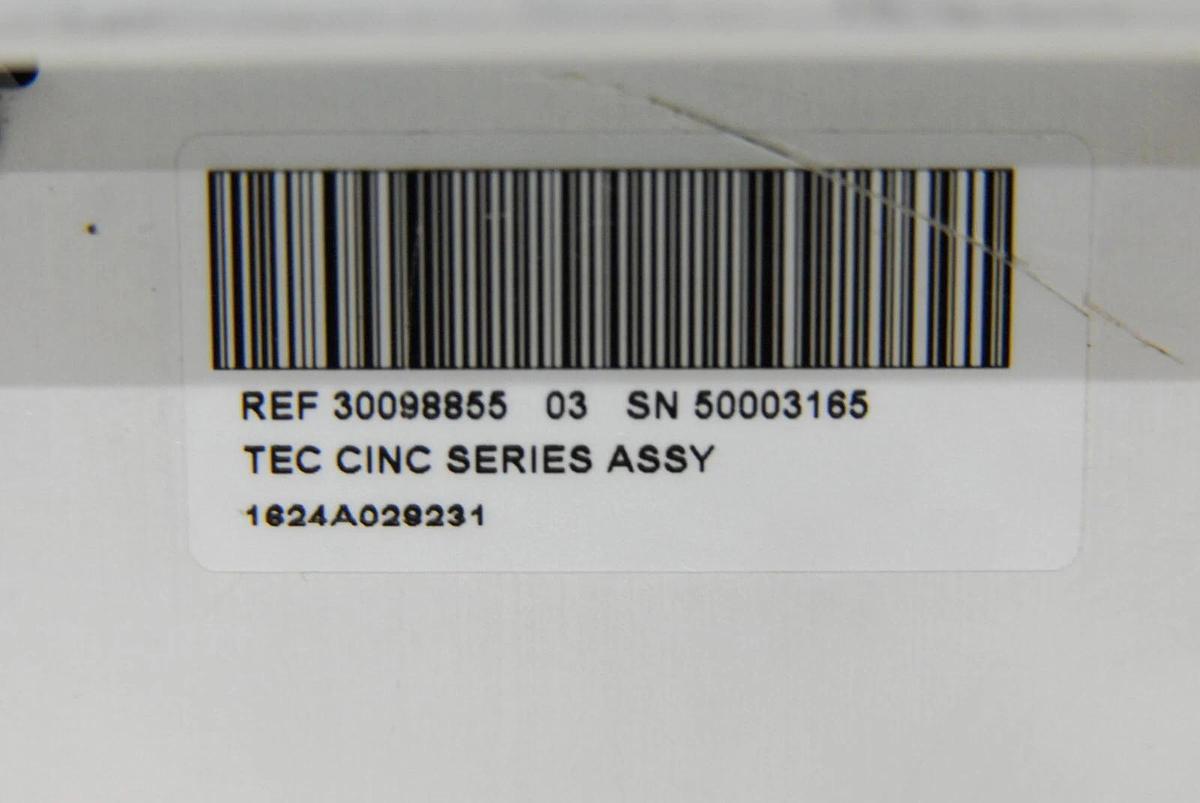 REF 30098855 03 SN 50003165
TEC CINC SERIES ASSY
1624A029231